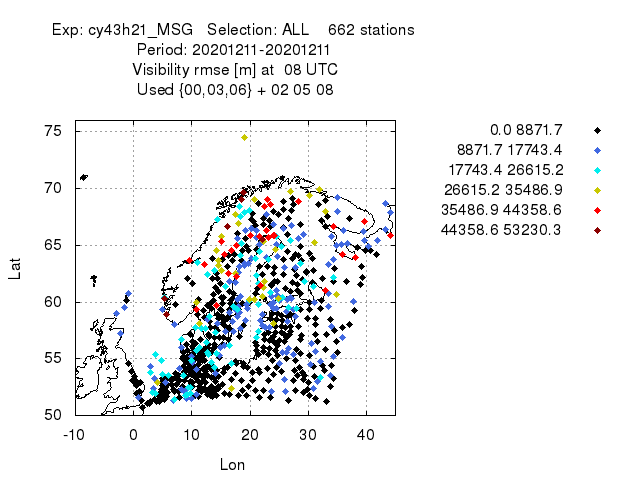 Exp: cy43h21_MSG Selection: ALL 662 stations
Period: 20201211-20201211
Visibility rmse [m] at 08 UTC
Used {00,03,06} + 02 05 08
0.0 8871.7
8871.7 17743.4
17743.4 26615.2
26615.2 35486.9
35486.9 44358.6
44358.6 53230.3
75
70
65
60
55
50
Lat
-10 0 10 20 30 40
Lon